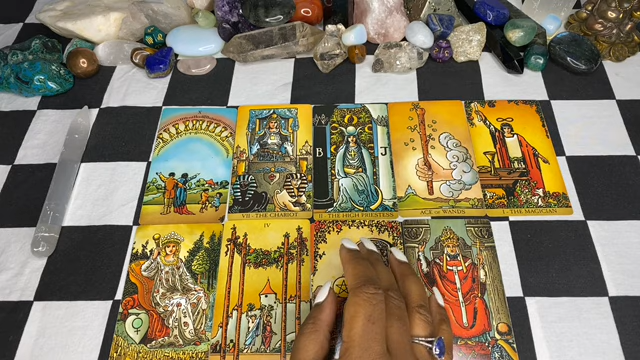 X
VII - THE CHARIOT
B J
II - THE HIGH PRIESTESS
ACE OF WANDS
I - THE MAGICIAN
IV